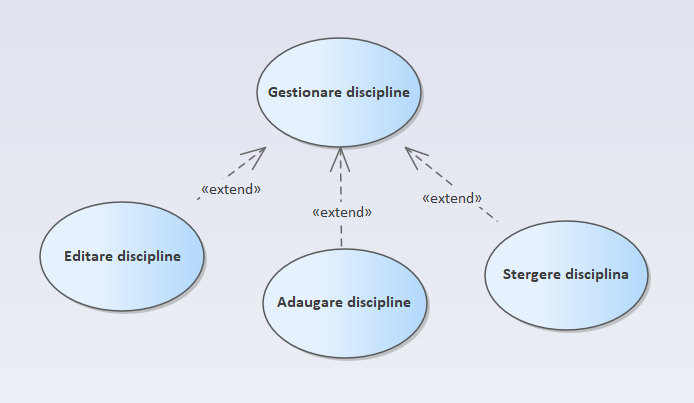 Gestionare discipline
«extend»
«extend»
«extend»
Editare discipline
Adaugare discipline
Stergere disciplina